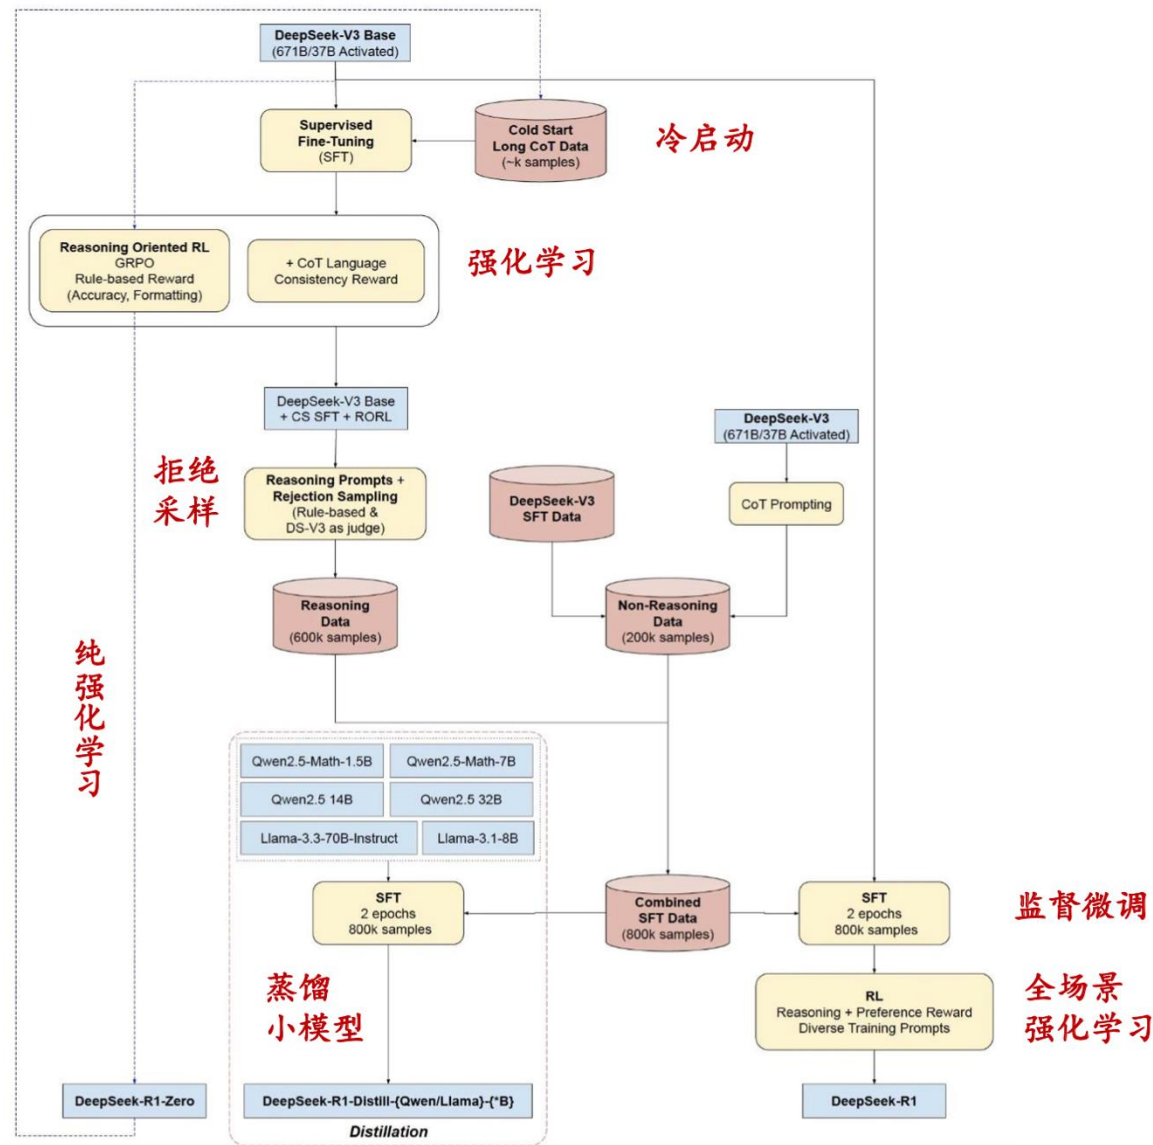 DeepSeek-V3 Base
(671B/37B Activated)
Supervised
Fine-Tuning
(SFT)
Cold Start
Long CoT Data
(~k samples)
冷启动
Reasoning Oriented RL
GRPO
Rule-based Reward
(Accuracy, Formatting)
+ CoT Language
Consistency Reward
强化学习
DeepSeek-V3 Base
+ CS SFT + RORL
DeepSeek-V3
(671B/37B Activated)
拒绝
采样
Reasoning Prompts +
Rejection Sampling
(Rule-based &
DS-V3 as judge)
DeepSeek-V3
SFT Data
CoT Prompting
Reasoning
Data
(600k samples)
Non-Reasoning
Data
(200k samples)
纯强化学习
Qwen2.5-Math-1.5B
Qwen2.5-Math-7B
Qwen2.5 14B
Qwen2.5 32B
Llama-3.3-70B-Instruct
Llama-3.1-8B
SFT
2 epochs
800k samples
Combined
SFT Data
(800k samples)
SFT
2 epochs
800k samples
监督微调
蒸馏
小模型
RL
Reasoning + Preference Reward
Diverse Training Prompts
全场景
强化学习
DeepSeek-R1-Zero
DeepSeek-R1-Distill-{Qwen/Llama}-{*B}
DeepSeek-R1
Distillation